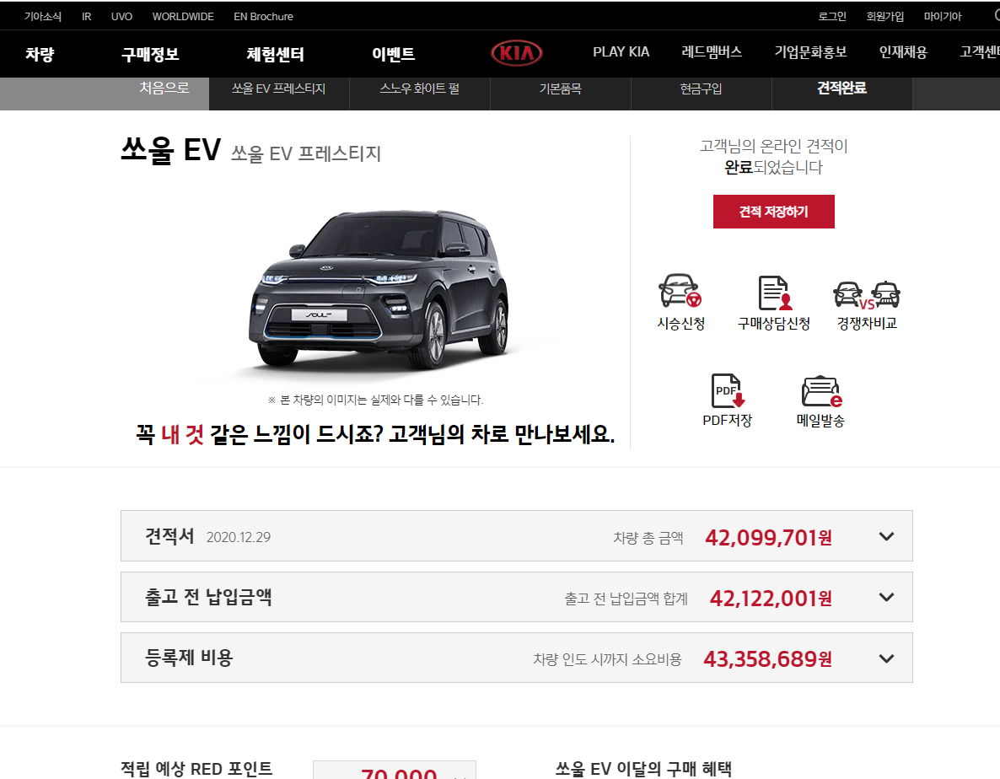 기아소식 IR UVO WORLDWIDE EN Brochure 로그인 회원가입 마이기아
차량 구매정보 체험센터 이벤트 KIA PLAY KIA 레드멤버스 기업문화홍보 인재채용 고객센터
처음으로 쏘울 EV 프레스티지 스노우 화이트 펄 기본품목 현금구입 견적완료
쏘울 EV 쏘울 EV 프레스티지
고객님의 온라인 견적이
완료되었습니다
견적 저장하기
KIA
SOUL EV
시승신청 구매상담신청 VS 경쟁차비교
PDF
PDF저장 메일발송
※ 본 차량의 이미지는 실제와 다를 수 있습니다.
꼭 내 것 같은 느낌이 드시죠? 고객님의 차로 만나보세요.
견적서 2020.12.29 차량 총 금액 42,099,701원
출고 전 납입금액 출고 전 납입금액 합계 42,122,001원
등록제 비용 차량 인도 시까지 소요비용 43,358,689원
적립 예상 RED 포인트 70,000 쏘울 EV 이달의 구매 혜택